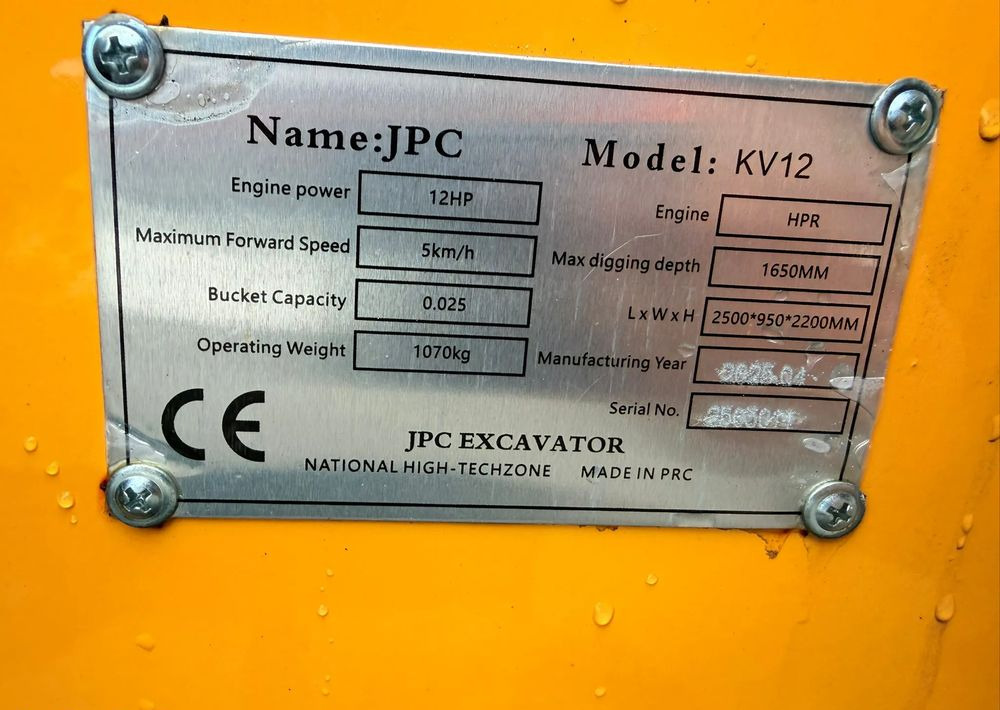 Name:JPC
Model: KV12
Engine power 12HP
Maximum Forward Speed 5km/h
Bucket Capacity 0.025
Operating Weight 1070kg
Engine HPR
Max digging depth 1650MM
L x W x H 2500*950*2200MM
Manufacturing Year 2025.04
Serial No.
CE
JPC EXCAVATOR
NATIONAL HIGH-TECHZONE MADE IN PRC